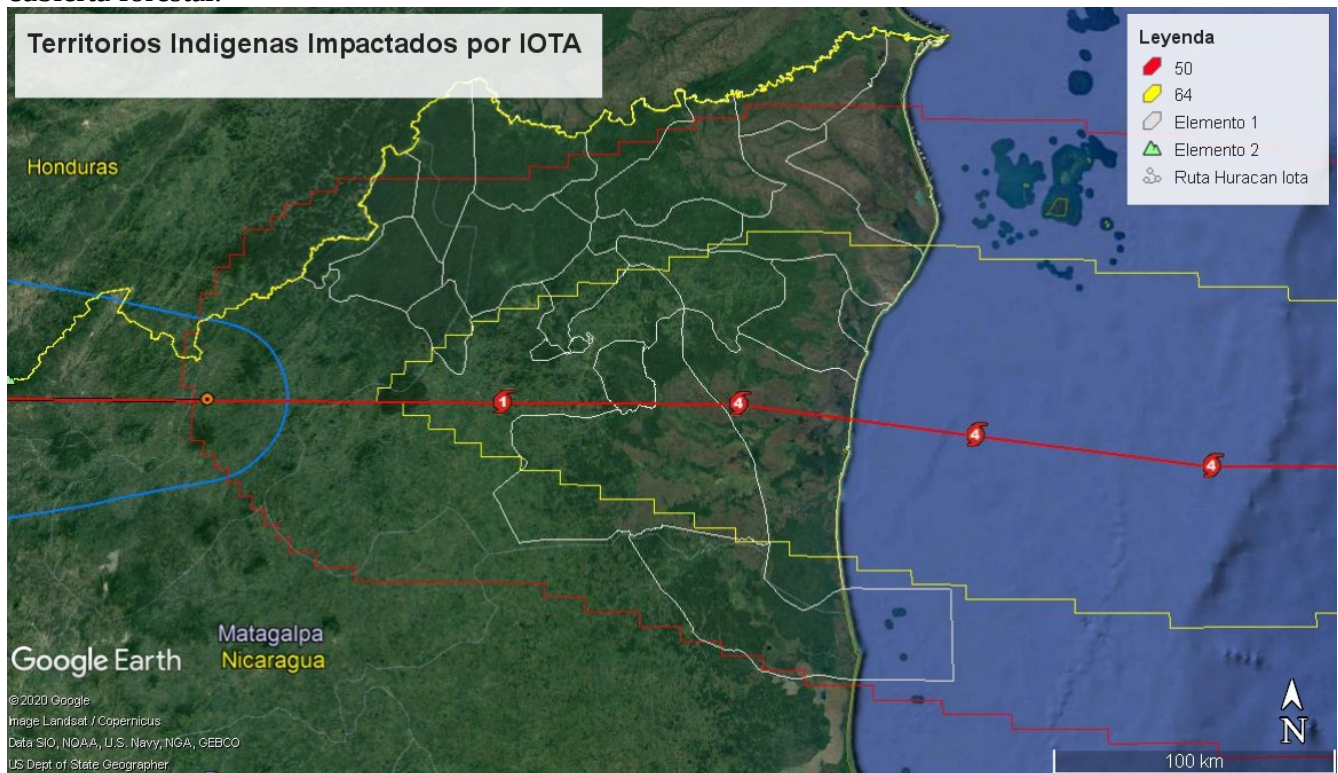 Territorios Indigenas Impactados por IOTA
Leyenda
50
64
Elemento 1
Elemento 2
Ruta Huracan Iota
Honduras
1
4
4
4
Matagalpa
Nicaragua
Google Earth
©2020 Google
Image Landsat / Copernicus
Data SIO, NOAA, U.S. Navy, NGA, GEBCO
US Dept of State Geographer
N
100 km